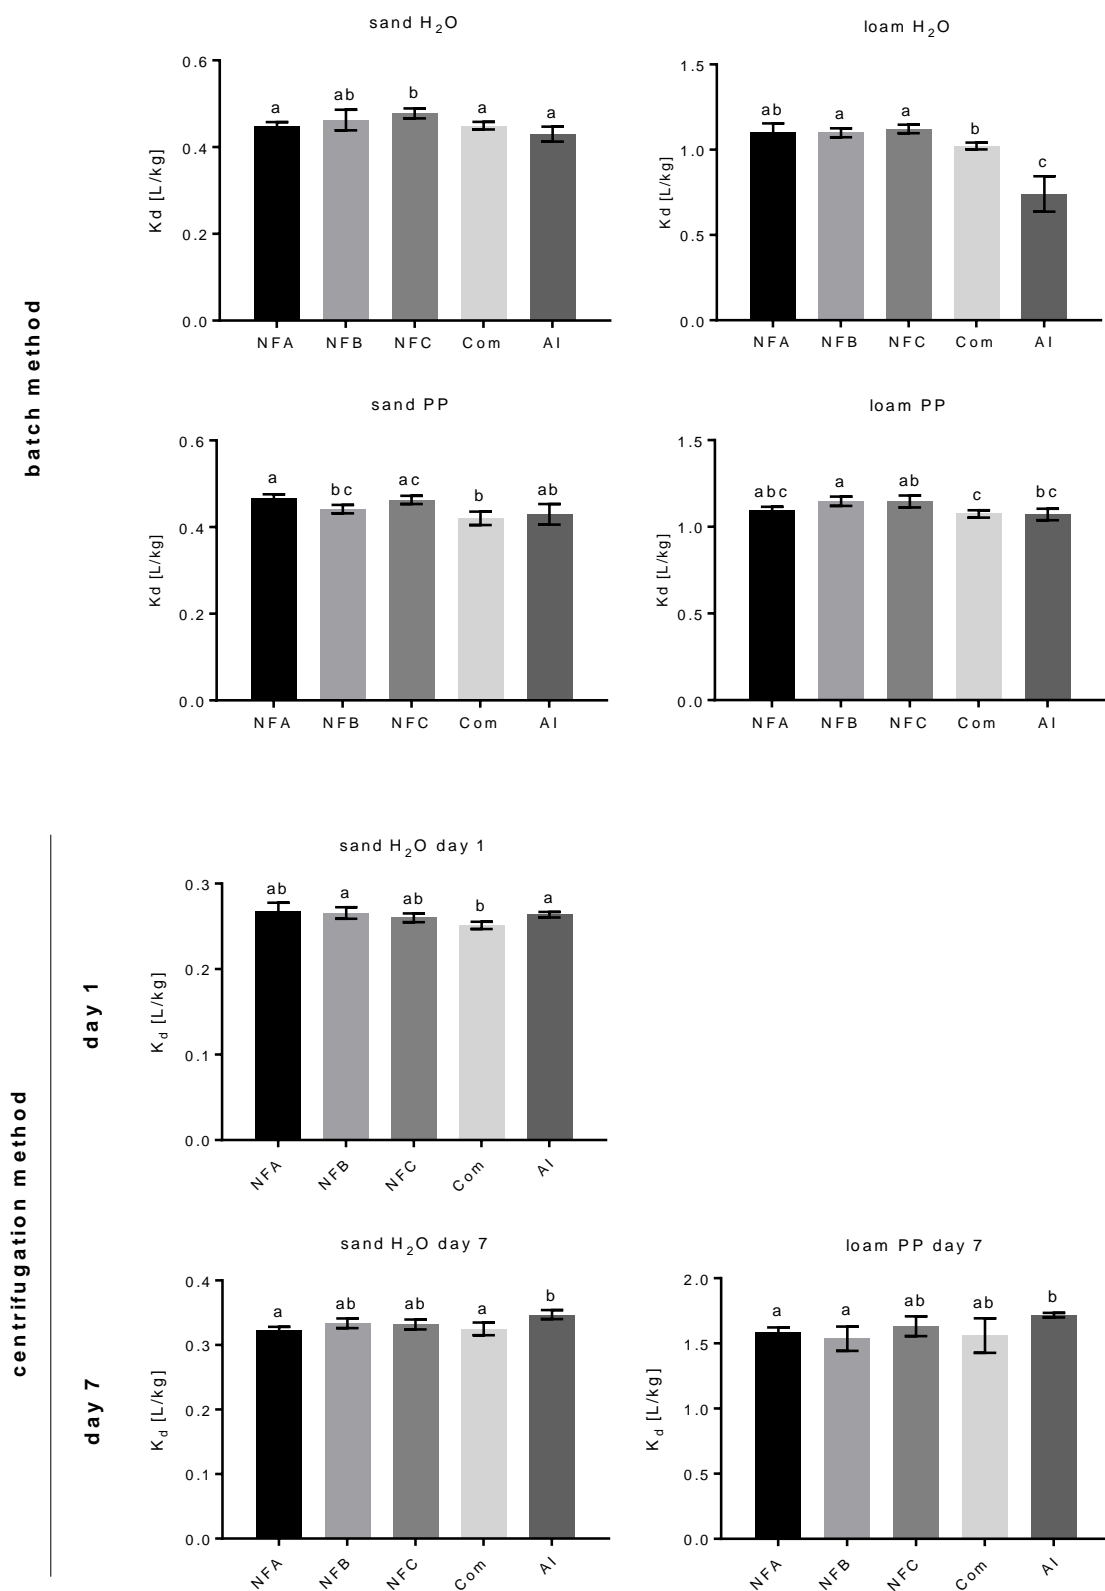 batch method
sand H₂O
Kd [L/kg]
0.6
0.4
0.2
0.0
a
ab
b
a
a
NFA
NFB
NFC
Com
AI
loam H₂O
Kd [L/kg]
1.5
1.0
0.5
0.0
ab
a
a
b
c
NFA
NFB
NFC
Com
AI
sand PP
Kd [L/kg]
0.6
0.4
0.2
0.0
a
bc
ac
b
ab
NFA
NFB
NFC
Com
AI
loam PP
Kd [L/kg]
1.5
1.0
0.5
0.0
abc
a
ab
c
bc
NFA
NFB
NFC
Com
AI
centrifugation method
day 1
sand H₂O day 1
K_d [L/kg]
0.3
0.2
0.1
0.0
ab
a
ab
b
a
NFA
NFB
NFC
Com
AI
day 7
sand H₂O day 7
K_d [L/kg]
0.4
0.3
0.2
0.1
0.0
a
ab
ab
a
b
NFA
NFB
NFC
Com
AI
loam PP day 7
K_d [L/kg]
2.0
1.5
1.0
0.5
0.0
a
a
ab
ab
b
NFA
NFB
NFC
Com
AI